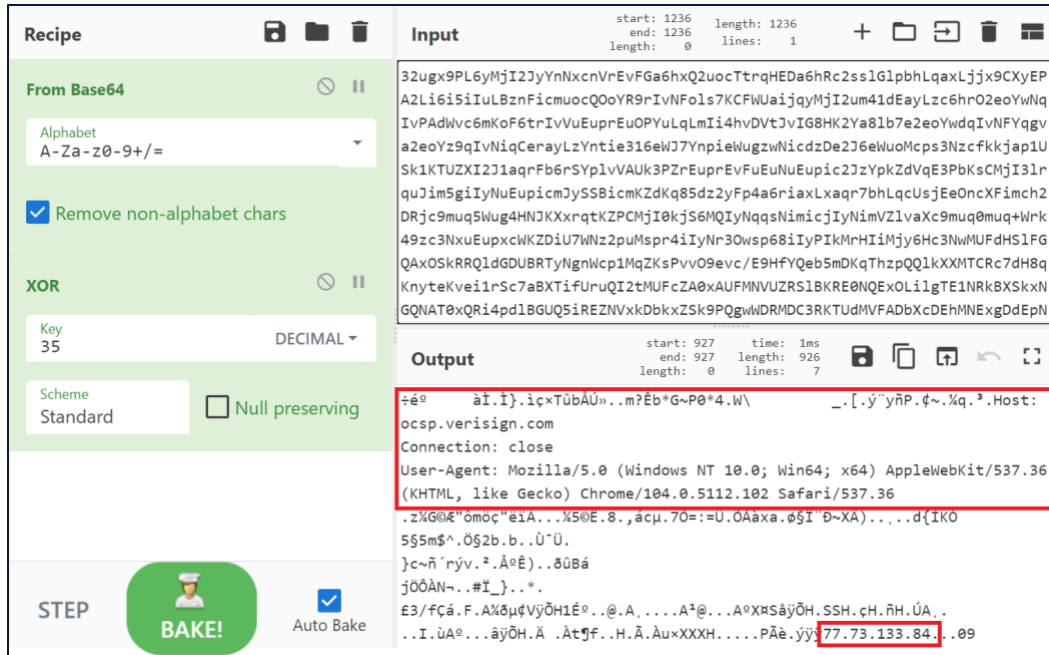 Recipe
From Base64
Alphabet
A-Za-z0-9+/=
Remove non-alphabet chars
XOR
Key
35
DECIMAL
Scheme
Standard
Null preserving
STEP
BAKE!
Auto Bake
Input
start: 1236
end: 1236
length: 0
length: 1236
lines: 1
32ugx9PL6yMjI2JyYnNxcnVrEvFGa6hxQ2uocTtrqHEDa6hRc2sslGlpbhLqaxLjjx9CXyEP
A2Li6i5iIuLBznFicmuocQOoYR9rIvNFols7KCFWUaijqyMjI2um41dEayLzc6hrO2eoYwNq
IvPAdWvc6mKoF6trIvVuEuprEuOPYuLqLmIi4hvDVtJvIG8HK2Ya8lb7e2eoYwdqIvNFYqgv
a2eoYz9qIvNiqCerayLzYntie316eWJ7YnpieWugzwNicdzDe2J6eWuoMcps3Nzcfkkjap1U
Sk1KTUZXI2J1aqrFb6rSYplvVAUk3PZrEuprEvFuEuNuEupic2JzYpkZdVqE3PbKsCMjI3lr
quJim5giIyNuEupicmJySSBicmKZdKq85dz2yFp4a6riaxLxaqr7bhLqcUsjEeOncXFimch2
DRjc9muq5Wug4HNJKXxrqtKZPCMjI0kjS6MQIyNqqsNimicjIyNimVZlvaXc9muq0muq+Wrk
49zc3NxuEupxcWKZDiU7WNz2puMspr4iIyNr3Owsp68iIyPIkMrHIiMjy6Hc3NwMUFdHSlFG
QAxOSkRRQldGDUBRTyNgnWcp1MqZKsPvvO9evc/E9HfYQeb5mDKqThzpQQlkXXMTCRc7dH8q
KnyteKvei1rSc7aBXTifUruQI2tMUFcZA0xAUFMNVUZRSlBKRE0NQExOLilgTE1NRkBXSkxN
GQNAT0xQRi4pdlBGUQ5iREZNVxkDbkxZSk9PQgwWDRMDC3RKTUdMVFADbXcDEhMNExgDdEpN
Output
start: 927
end: 927
length: 0
time: 1ms
length: 926
lines: 7
Host:
ocsp.verisign.com
Connection: close
User-Agent: Mozilla/5.0 (Windows NT 10.0; Win64; x64) AppleWebKit/537.36
(KHTML, like Gecko) Chrome/104.0.5112.102 Safari/537.36
77.73.133.84